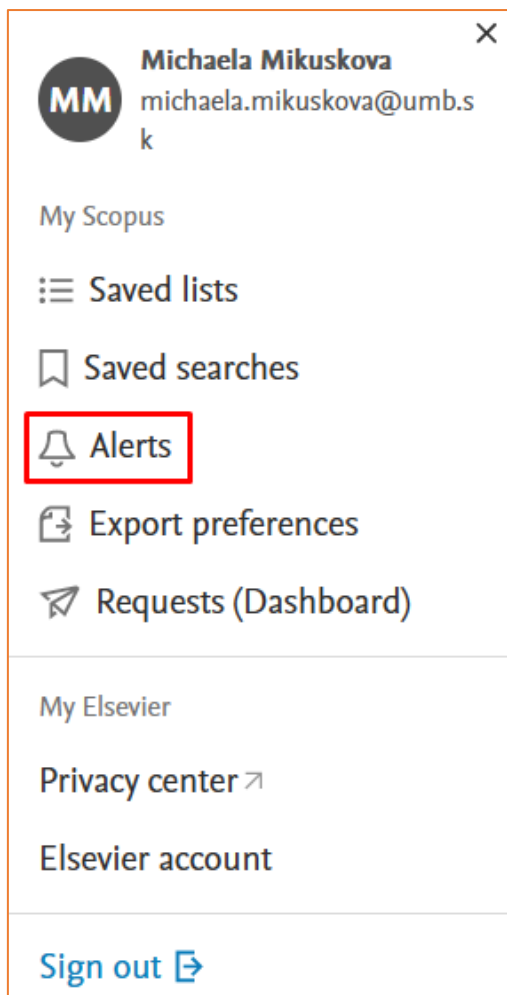 Michaela Mikuskova
MM
michaela.mikuskova@umb.s
k
My Scopus
Saved lists
Saved searches
Alerts
Export preferences
Requests (Dashboard)
My Elsevier
Privacy center
Elsevier account
Sign out